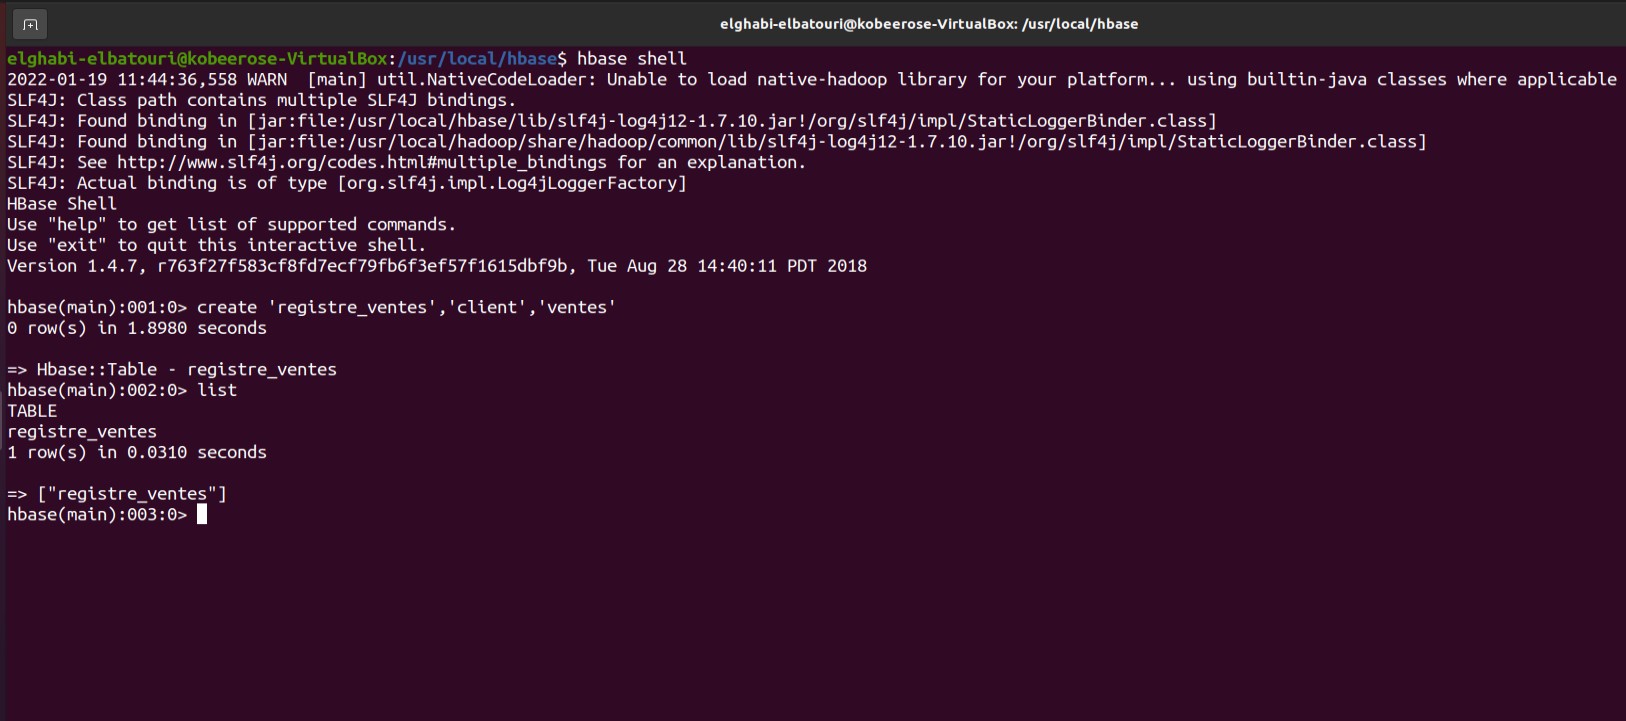 elghabi-elbatouri@kobeerose-VirtualBox: /usr/local/hbase
elghabi-elbatouri@kobeerose-VirtualBox:/usr/local/hbase$ hbase shell
2022-01-19 11:44:36,558 WARN  [main] util.NativeCodeLoader: Unable to load native-hadoop library for your platform... using builtin-java classes where applicable
SLF4J: Class path contains multiple SLF4J bindings.
SLF4J: Found binding in [jar:file:/usr/local/hbase/lib/slf4j-log4j12-1.7.10.jar!/org/slf4j/impl/StaticLoggerBinder.class]
SLF4J: Found binding in [jar:file:/usr/local/hadoop/share/hadoop/common/lib/slf4j-log4j12-1.7.10.jar!/org/slf4j/impl/StaticLoggerBinder.class]
SLF4J: See http://www.slf4j.org/codes.html#multiple_bindings for an explanation.
SLF4J: Actual binding is of type [org.slf4j.impl.Log4jLoggerFactory]
HBase Shell
Use "help" to get list of supported commands.
Use "exit" to quit this interactive shell.
Version 1.4.7, r763f27f583cf8fd7ecf79fb6f3ef57f1615dbf9b, Tue Aug 28 14:40:11 PDT 2018
hbase(main):001:0> create 'registre_ventes','client','ventes'
0 row(s) in 1.8980 seconds
=> Hbase::Table - registre_ventes
hbase(main):002:0> list
TABLE
registre_ventes
1 row(s) in 0.0310 seconds
=> ["registre_ventes"]
hbase(main):003:0>